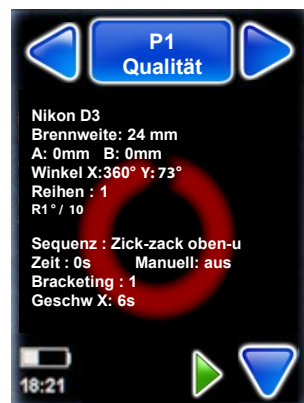 P1
Qualität
Nikon D3
Brennweite: 24 mm
A: 0mm B: 0mm
Winkel X:360° Y: 73°
Reihen : 1
R1°/ 10
Sequenz : Zick-zack oben-u
Zeit : 0s Manuell: aus
Bracketing : 1
Geschw X: 6s
18:21